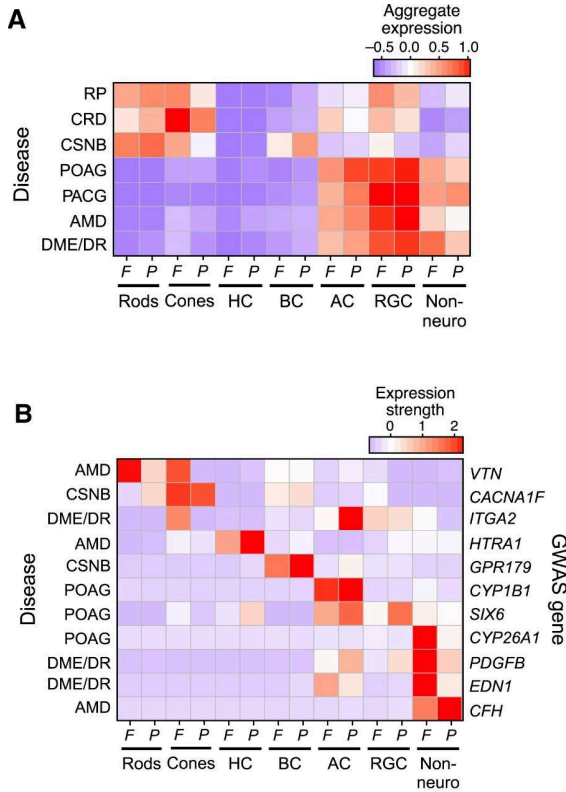 A
Aggregate
expression
−0.5 0.0 0.5 1.0
Disease
RP
CRD
CSNB
POAG
PACG
AMD
DME/DR
F P F P F P F P F P F P F P
Rods Cones HC BC AC RGC Non-
neuro
B
Expression
strength
0 1 2
Disease
GWAS gene
AMD VTN
CSNB CACNA1F
DME/DR ITGA2
AMD HTRA1
CSNB GPR179
POAG CYP1B1
POAG SIX6
POAG CYP26A1
DME/DR PDGFB
DME/DR EDN1
AMD CFH
F P F P F P F P F P F P F P
Rods Cones HC BC AC RGC Non-
neuro